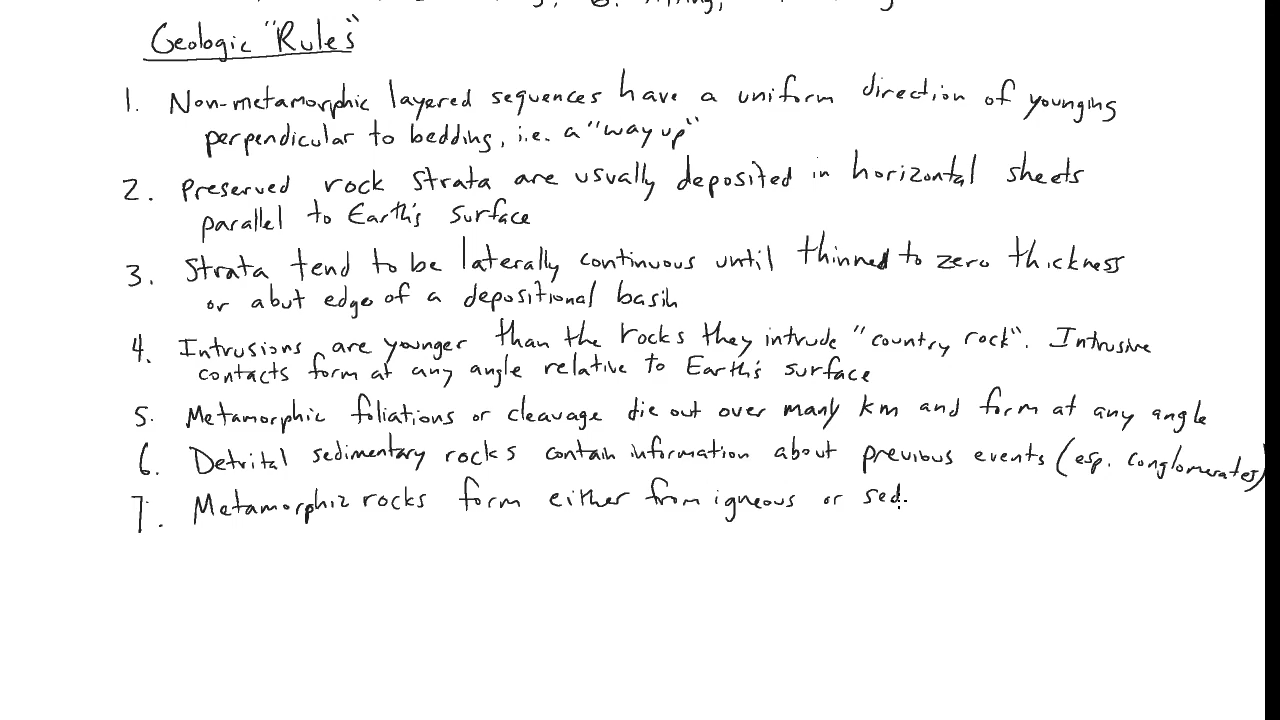 Geologic "Rules"
1. Non-metamorphic layered sequences have a uniform direction of younging
perpendicular to bedding, i.e. a "way up"
2. Preserved rock strata are usually deposited in horizontal sheets
parallel to Earth's surface
3. Strata tend to be laterally continuous until thinned to zero thickness
or abut edge of a depositional basin
4. Intrusions are younger than the rocks they intrude "country rock". Intrusive
contacts form at any angle relative to Earth's surface
5. Metamorphic foliations or cleavage die out over many km and form at any angle
6. Detrital sedimentary rocks contain information about previous events (esp. conglomerates)
7. Metamorphic rocks form either from igneous or sed.